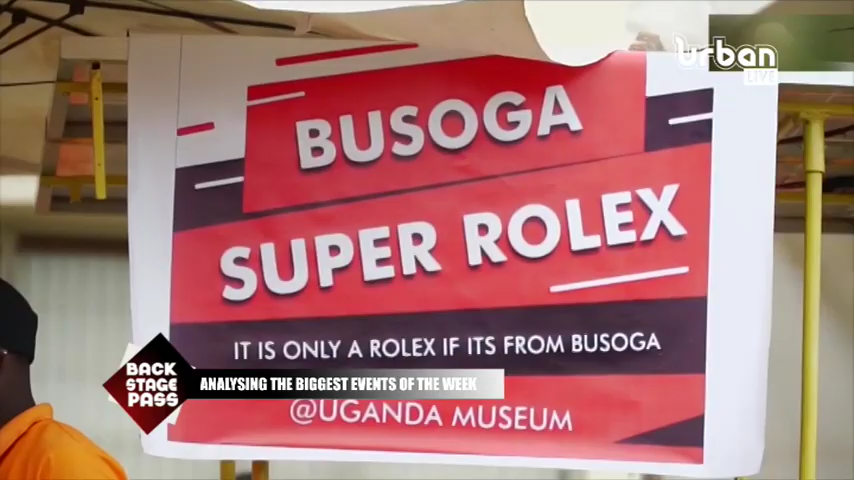 urban
LIVE
BUSOGA
SUPER ROLEX
IT IS ONLY A ROLEX IF ITS FROM BUSOGA
@UGANDA MUSEUM
BACK
STAGE
PASS
ANALYSING THE BIGGEST EVENTS OF THE WEEK